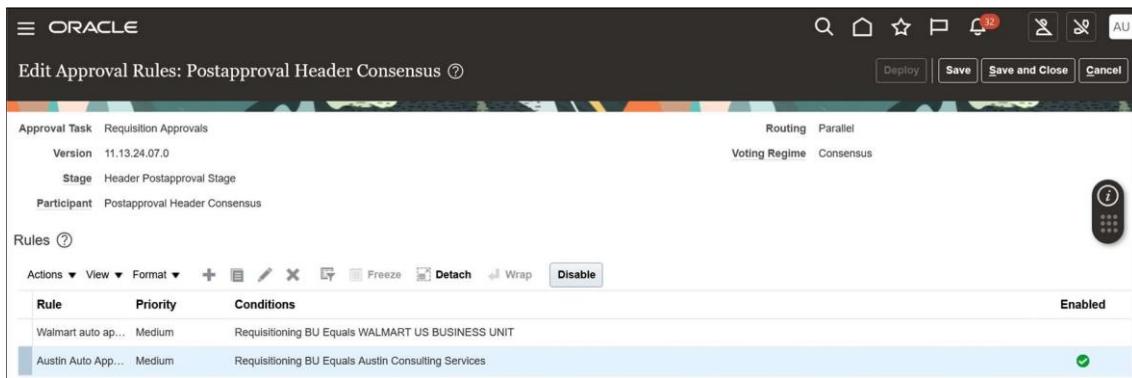 ORACLE
32
AU
Edit Approval Rules: Postapproval Header Consensus
Deploy Save Save and Close Cancel
Approval Task Requisition Approvals Routing Parallel
Version 11.13.24.07.0 Voting Regime Consensus
Stage Header Postapproval Stage
Participant Postapproval Header Consensus
Rules
Actions View Format Freeze Detach Wrap Disable
Rule Priority Conditions Enabled
Walmart auto ap... Medium Requisitioning BU Equals WALMART US BUSINESS UNIT
Austin Auto App... Medium Requisitioning BU Equals Austin Consulting Services